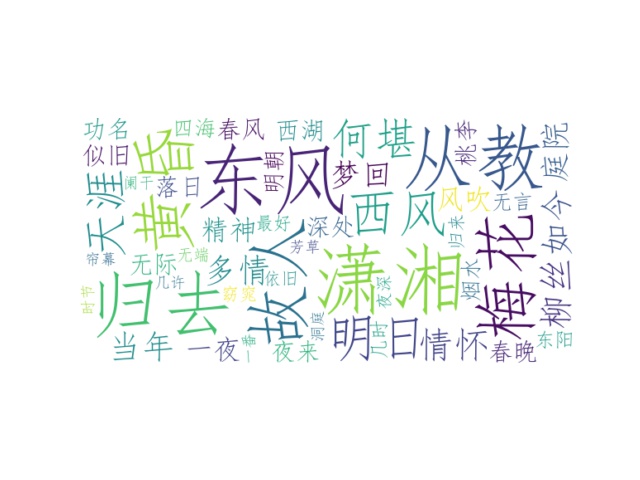 功名
四海
春风
西湖
何堪
从教
桃李
庭院
似旧
黄昏
东风
明朝
梦回
天涯
阑干
落日
西风
风吹
无言
如今
精神
最好
深处
故人
芳草
潇湘
归来
梅花
帘幕
无际
无端
多情
依旧
烟水
柳丝
时节
几许
归去
窈窕
夜深
洞庭
当年
一夜
一番
夜来
明日
几时
情怀
春晚
东阳